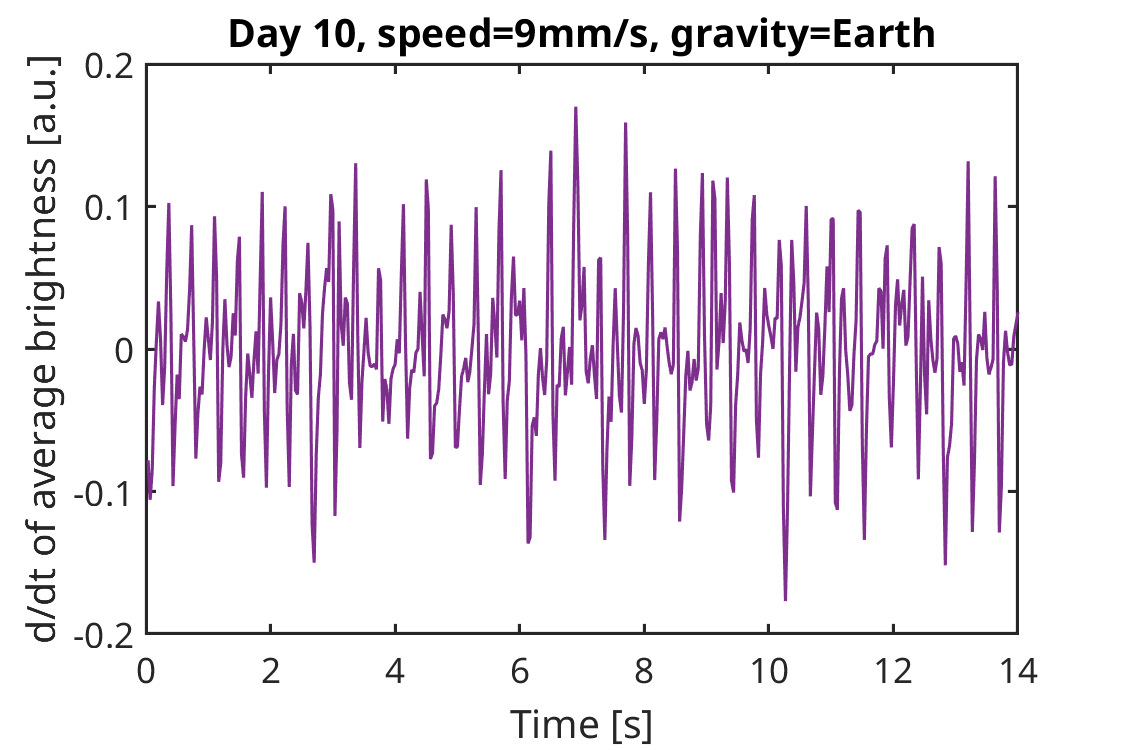 Day 10, speed=9mm/s, gravity=Earth
d/dt of average brightness [a.u.]
0.2
0.1
0
-0.1
-0.2
0 2 4 6 8 10 12 14
Time [s]